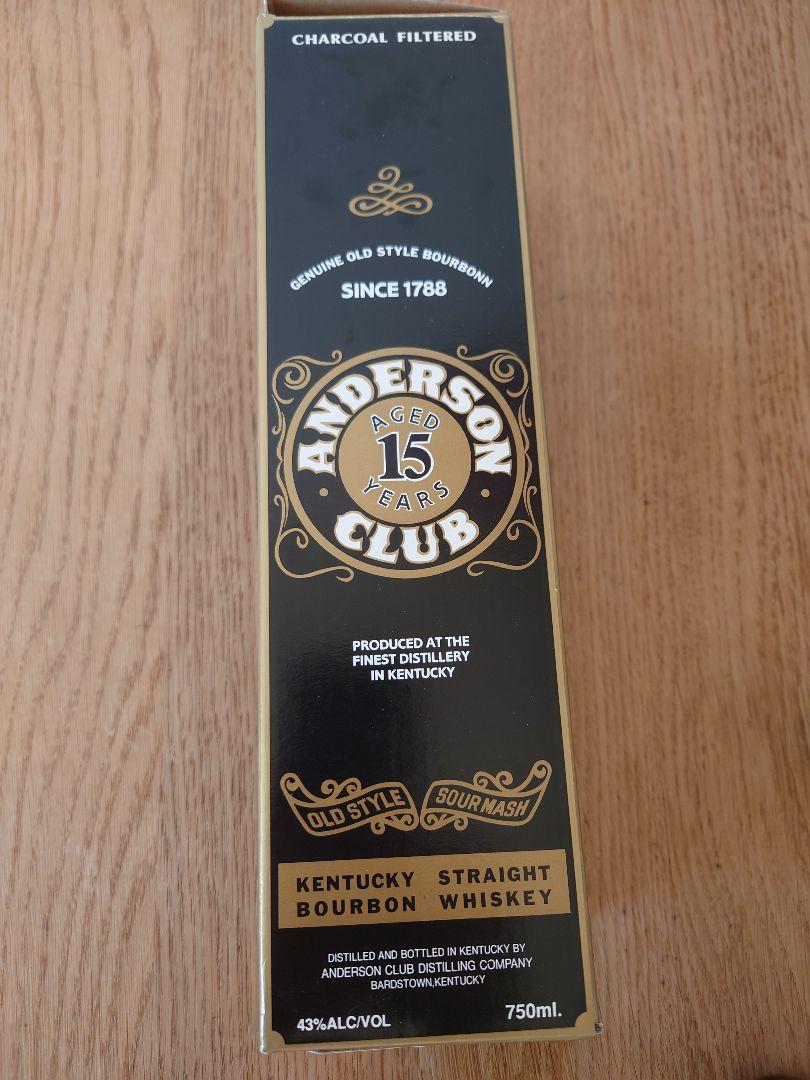 CHARCOAL FILTERED
GENUINE OLD STYLE BOURBONN
SINCE 1788
ANDERSON
AGED
15
YEARS
CLUB
PRODUCED AT THE
FINEST DISTILLERY
IN KENTUCKY
OLD STYLE SOUR MASH
KENTUCKY STRAIGHT
BOURBON WHISKEY
DISTILLED AND BOTTLED IN KENTUCKY BY
ANDERSON CLUB DISTILLING COMPANY
BARDSTOWN,KENTUCKY
43%ALC/VOL 750ml.